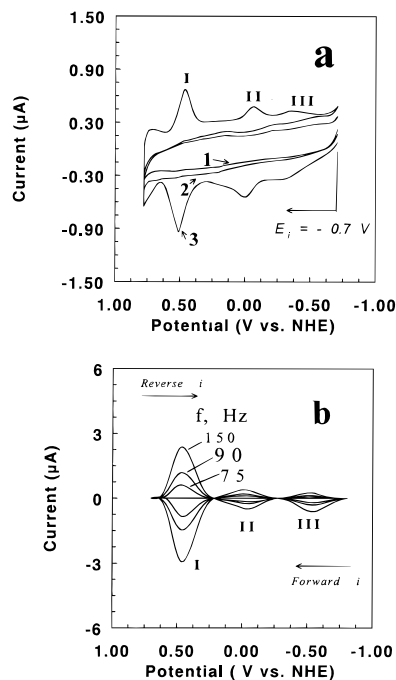 1.50
0.90
0.30
-0.30
-0.90
-1.50
Current (µA)
a
I
II
III
1
2
3
E i = - 0.7 V
1.00 0.50 0.00 -0.50 -1.00
Potential (V vs. NHE)
6
3
0
-3
-6
Current (µA)
Reverse i
b
f, Hz
150
90
75
I
II
III
Forward i
1.00 0.50 0.00 -0.50 -1.00
Potential ( V vs. NHE)